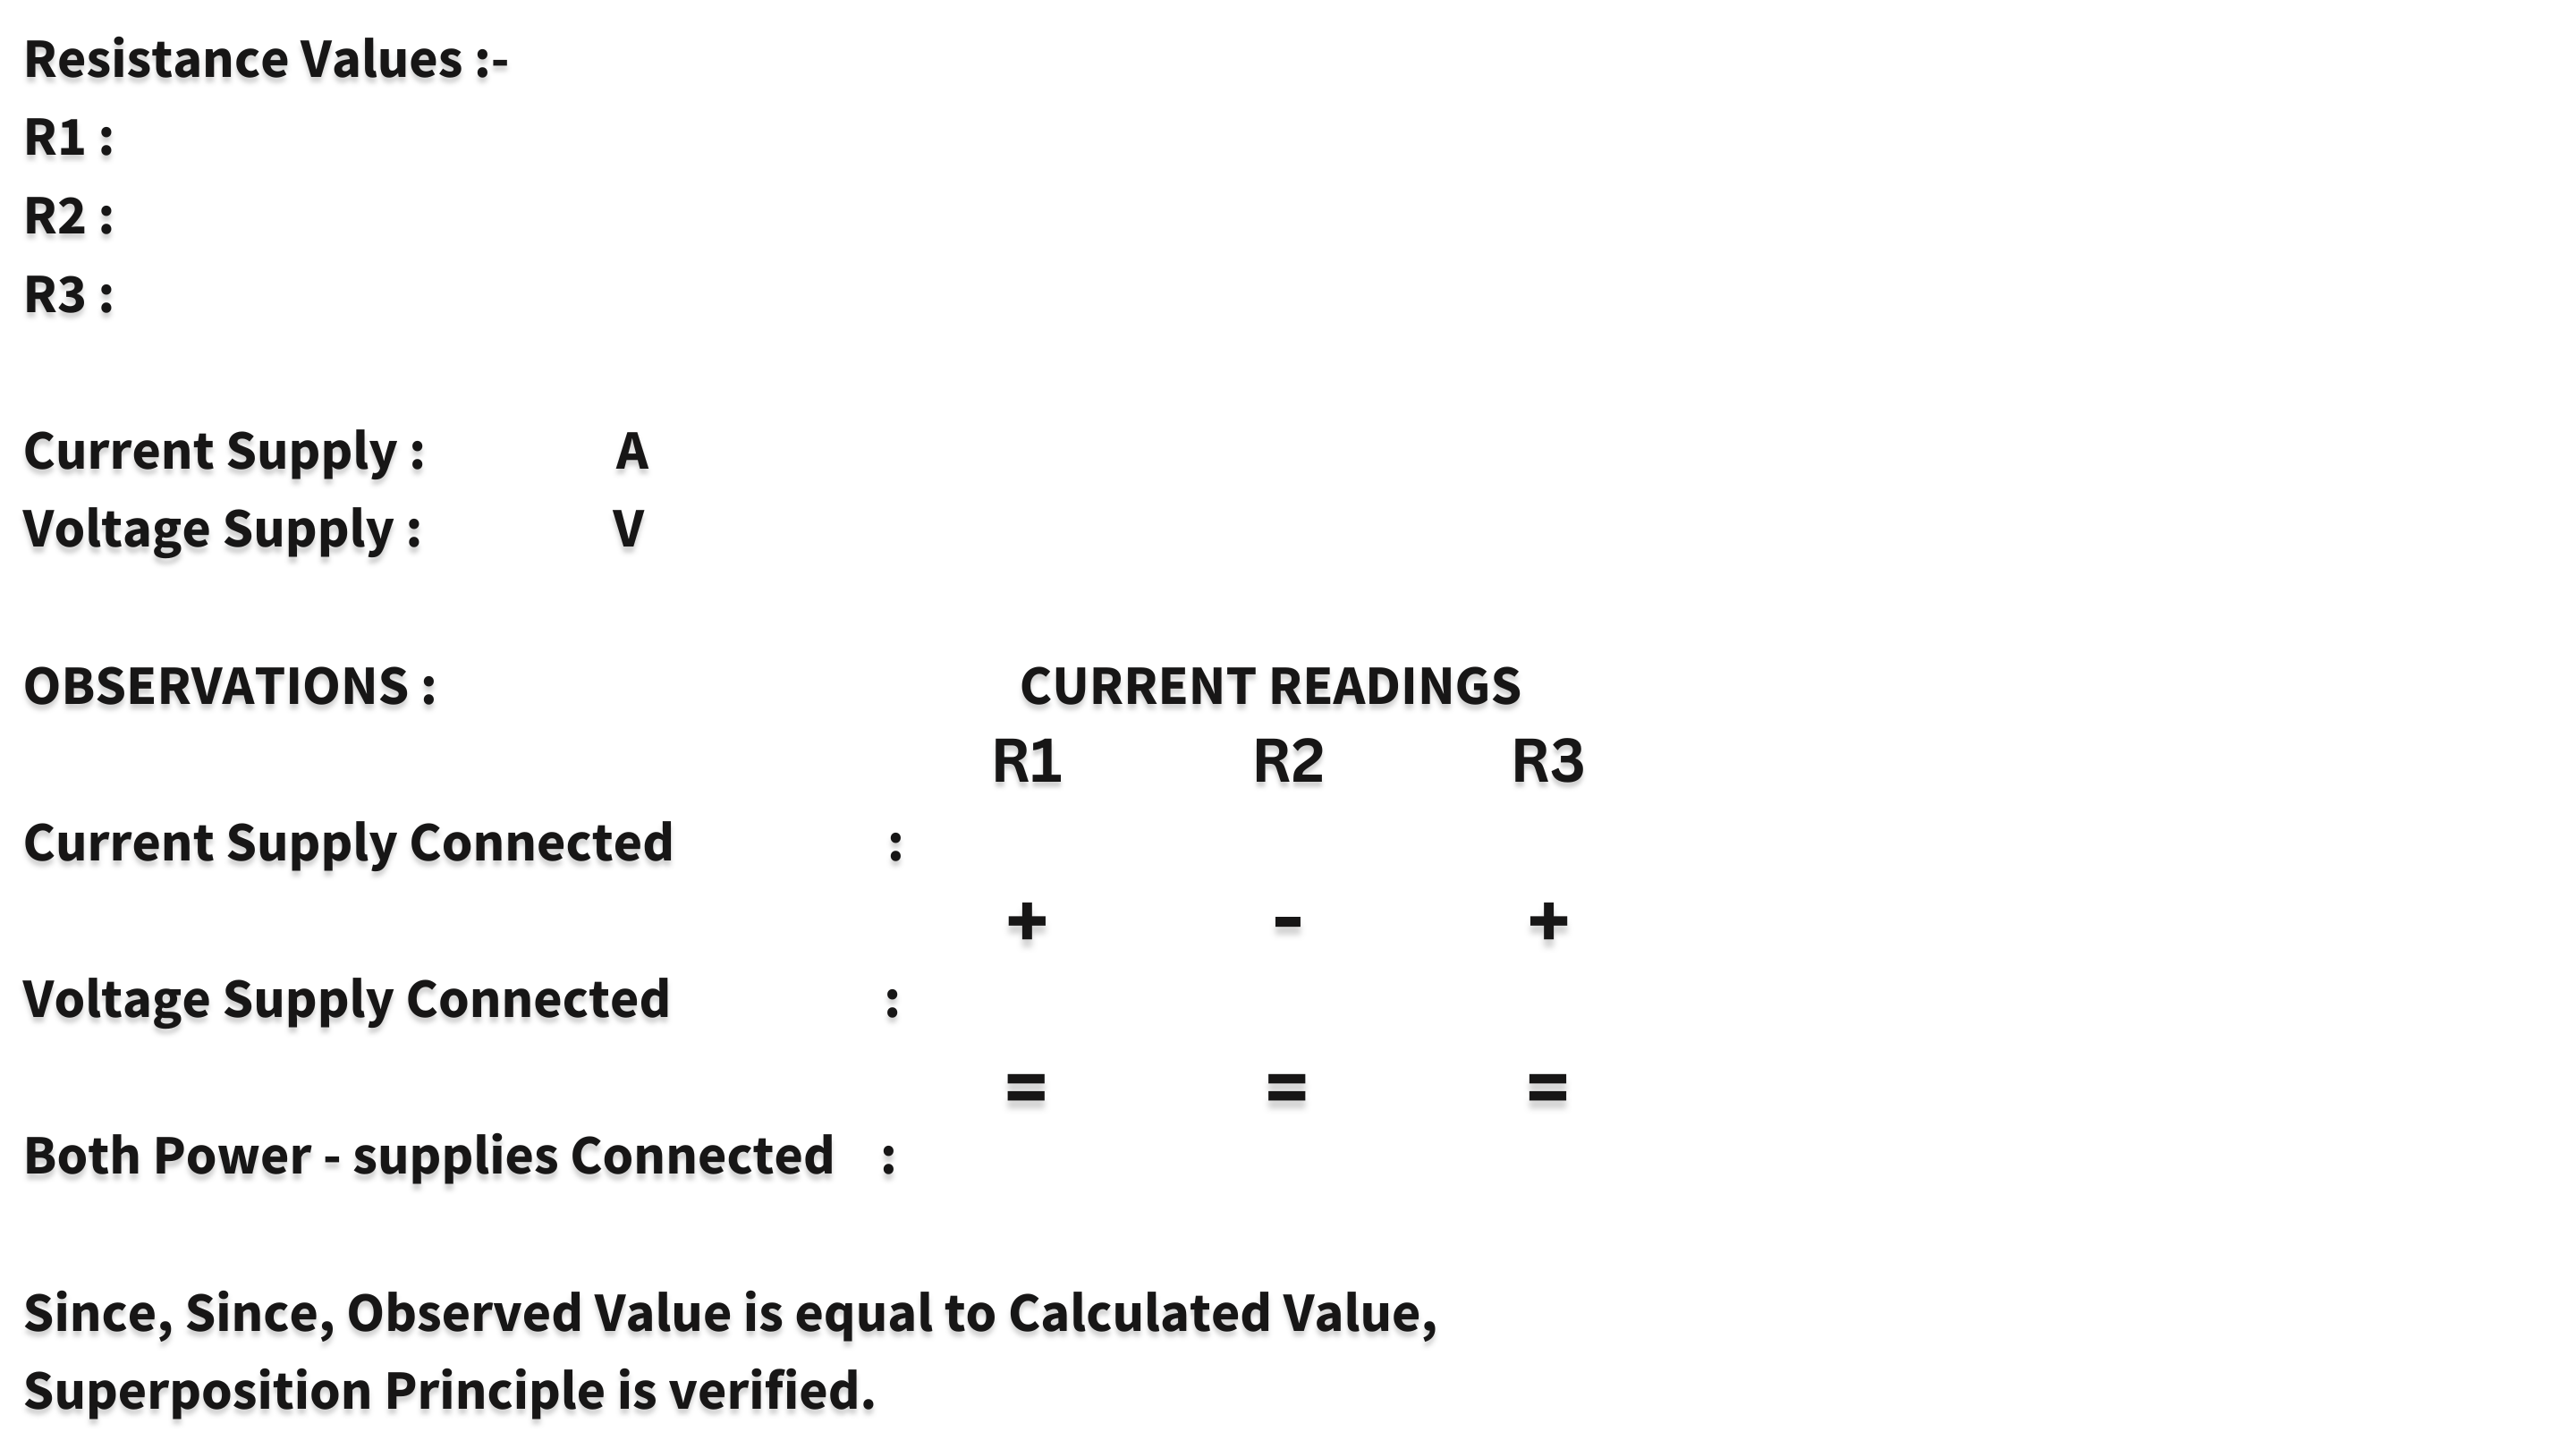 Resistance Values :-
R1 :
R2 :
R3 :
Current Supply : A
Voltage Supply : V
OBSERVATIONS : CURRENT READINGS
R1 R2 R3
Current Supply Connected :
+ - +
Voltage Supply Connected :
= = =
Both Power - supplies Connected :
Since, Since, Observed Value is equal to Calculated Value,
Superposition Principle is verified.